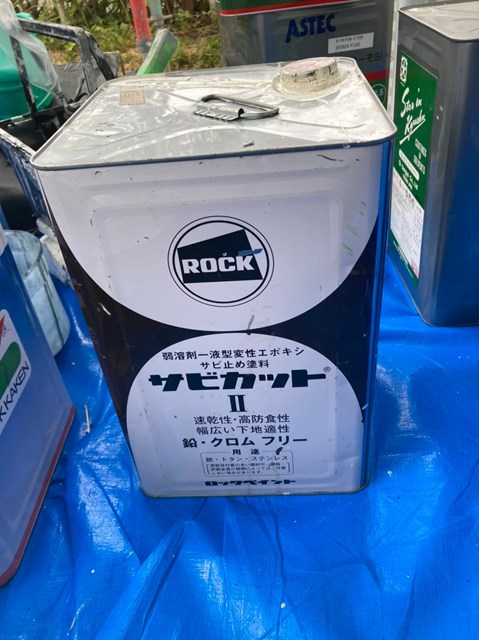 ASTEC
ROCK
弱溶剤一液型変性エポキシ
サビ止め塗料
サビカット®
II
速乾性・高防食性
幅広い下地適性
鉛・クロム フリー
用途
鉄・トタン・ステンレス
ロックペイント
KAKEN